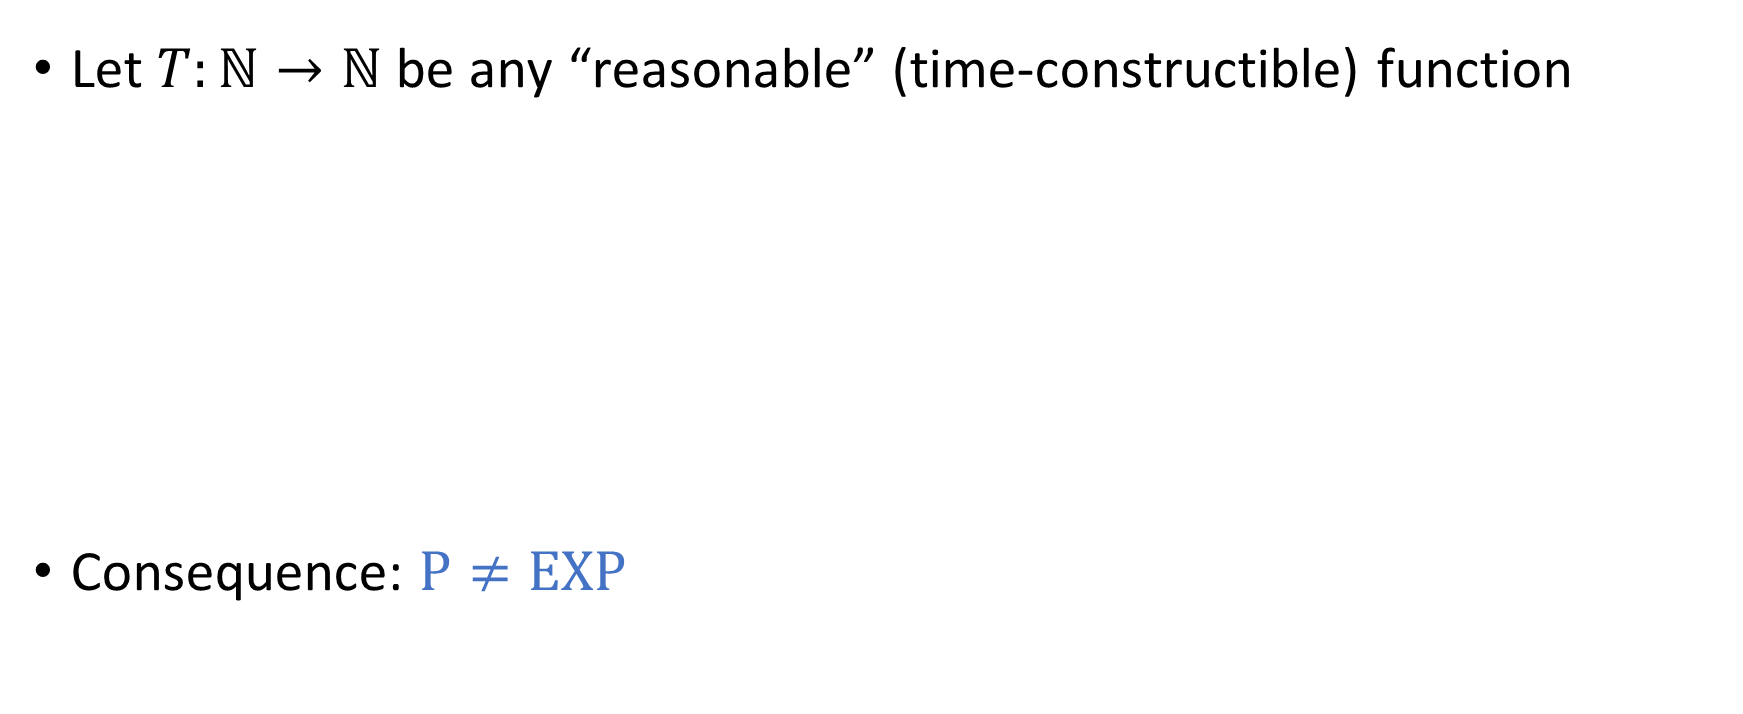 • Let 𝑇: ℕ → ℕ be any “reasonable” (time-constructible) function
• Consequence: P ≠ EXP